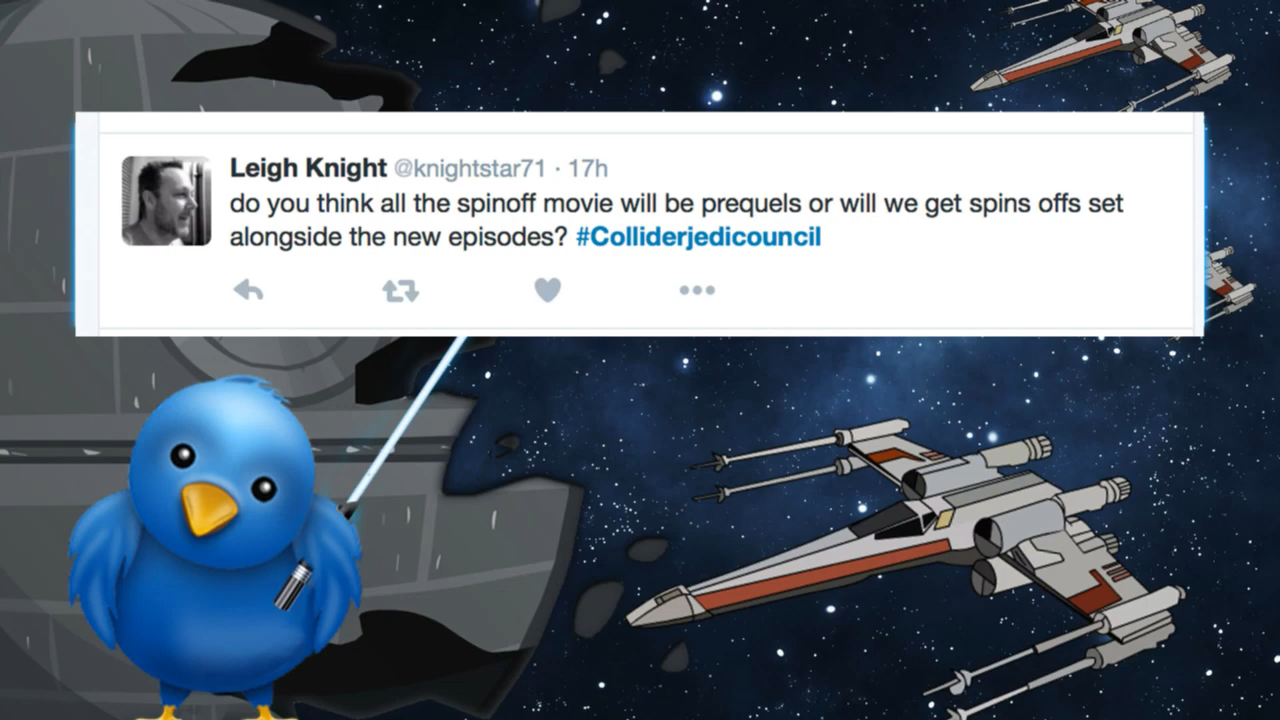 Leigh Knight @knightstar71 · 17h
do you think all the spinoff movie will be prequels or will we get spins offs set
alongside the new episodes? #Colliderjedicouncil